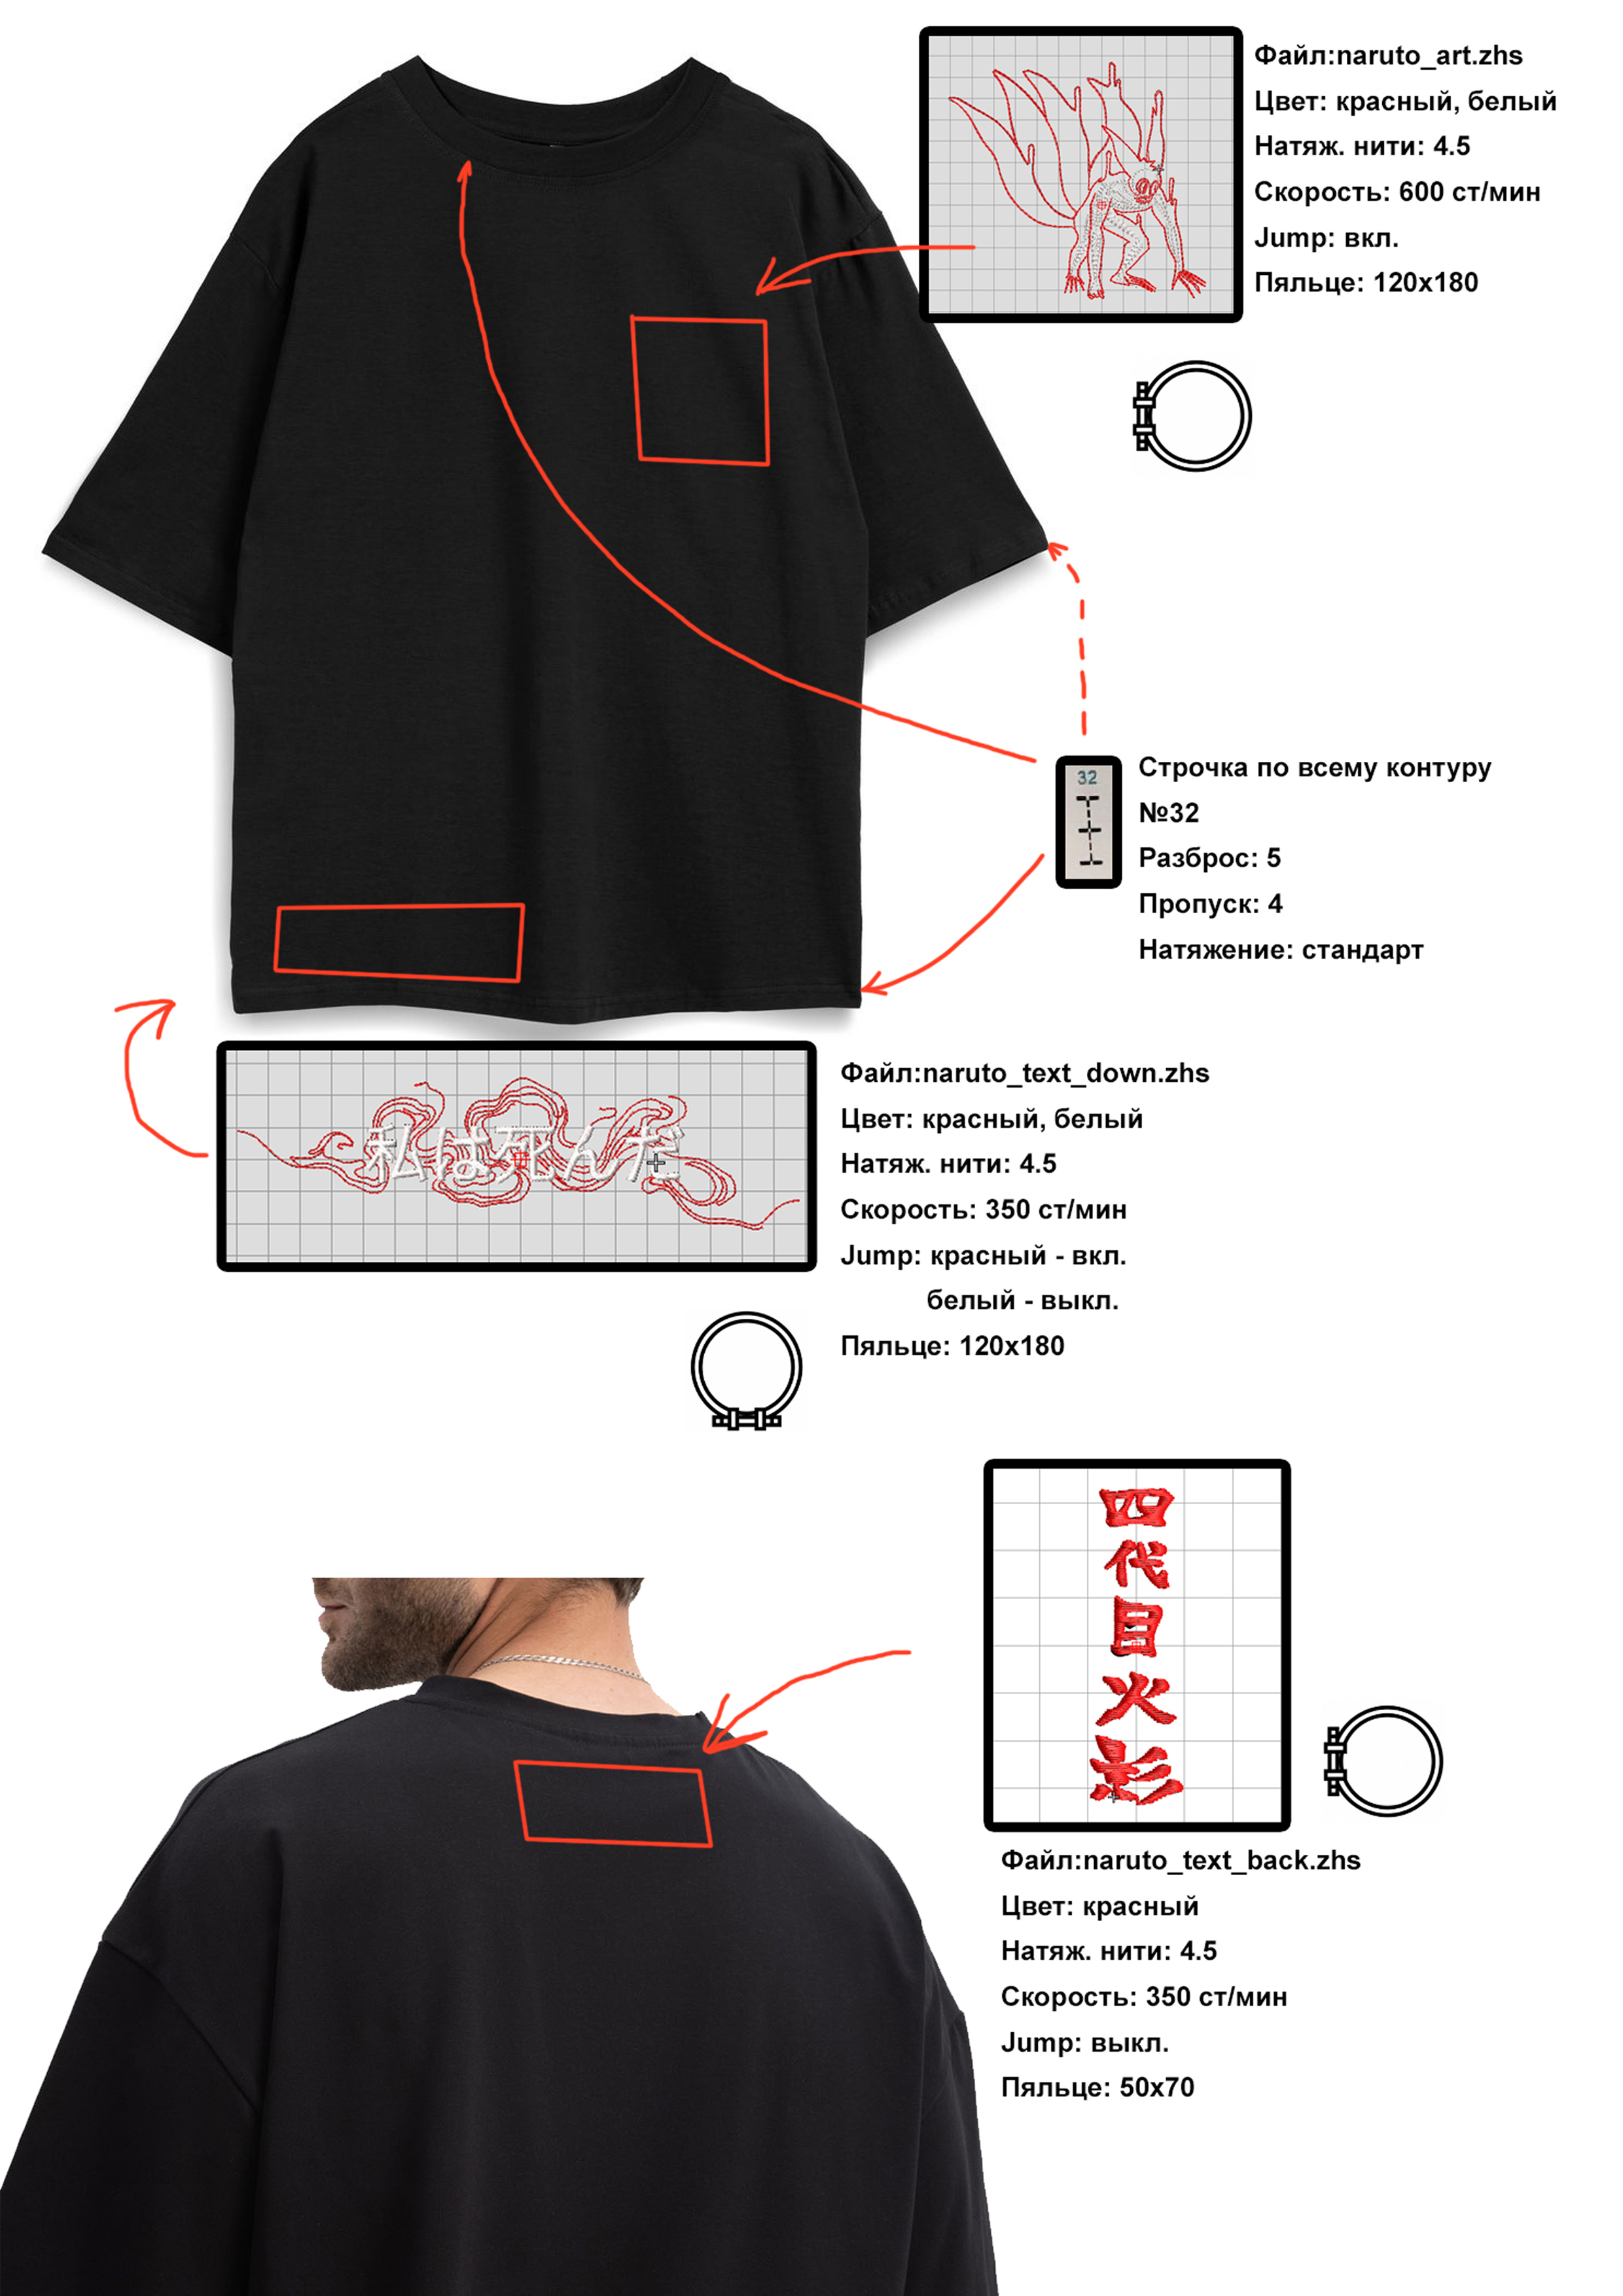 Файл:naruto_art.zhs
Цвет: красный, белый
Натяж. нити: 4.5
Скорость: 600 ст/мин
Jump: вкл.
Пяльце: 120x180
32
Строчка по всему контуру
№32
Разброс: 5
Пропуск: 4
Натяжение: стандарт
私は死んだ
Файл:naruto_text_down.zhs
Цвет: красный, белый
Натяж. нити: 4.5
Скорость: 350 ст/мин
Jump: красный - вкл.
белый - выкл.
Пяльце: 120x180
四代目火影
Файл:naruto_text_back.zhs
Цвет: красный
Натяж. нити: 4.5
Скорость: 350 ст/мин
Jump: выкл.
Пяльце: 50x70